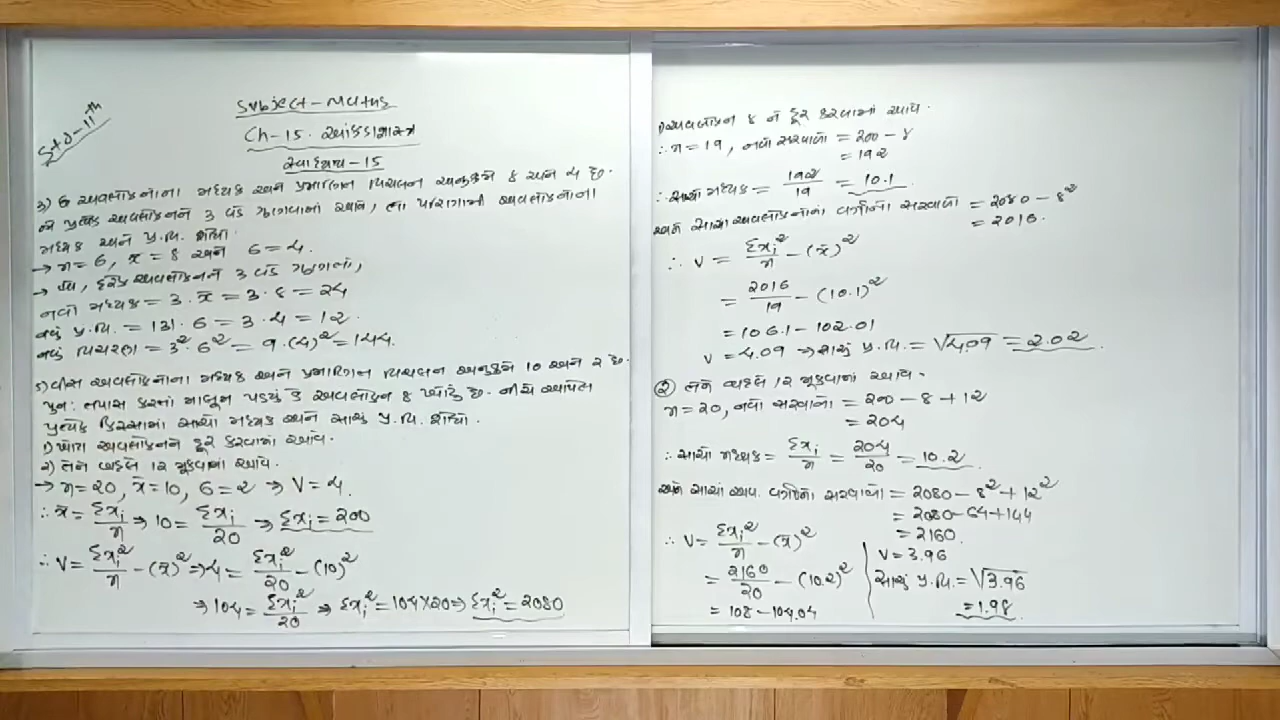 Std-11th
Subject-Maths
Ch-15. આંકડાશાસ્ત્ર
સ્વાધ્યાય-15
3) છ અવલોકનોના મધ્યક અને પ્રમાણિત વિચલન અનુક્રમે 8 અને 4 છે.
જો પ્રત્યેક અવલોકનને 3 વડે ગુણવામાં આવે, તો પરિણામી અવલોકનોના
મધ્યક અને પ્ર.વિ. શોધો.
→ n=6, x̄=8 અને σ=4.
→ હવે, દરેક અવલોકનને 3 વડે ગુણતાં,
નવો મધ્યક = 3·x̄ = 3·8 = 24
નવું પ્ર.વિ. = |3|·σ = 3·4 = 12.
નવું વિચરણ = 3²·σ² = 9·(4)² = 144.
5) વીસ અવલોકનોના મધ્યક અને પ્રમાણિત વિચલન અનુક્રમે 10 અને 2 છે.
પુનઃ તપાસ કરતાં માલૂમ પડ્યું કે અવલોકન 8 ખોટું છે. નીચે આપેલ
પ્રત્યેક કિસ્સામાં સાચો મધ્યક અને સાચું પ્ર.વિ. શોધો.
1) ખોટા અવલોકનને દૂર કરવામાં આવે.
2) તેને બદલે 12 મૂકવામાં આવે.
→ n=20, x̄=10, σ=2 ⇒ V=4.
∴ x̄ = Σxi/n ⇒ 10 = Σxi/20 ⇒ Σxi = 200
∴ V = Σxi²/n - (x̄)² ⇒ 4 = Σxi²/20 - (10)²
⇒ 104 = Σxi²/20 ⇒ Σxi² = 104×20 ⇒ Σxi² = 2080
1) અવલોકન 8 ને દૂર કરવામાં આવે.
∴ n=19, નવો સરવાળો = 200-8
= 192
∴ સાચો મધ્યક = 192/19 = 10.1
અને સાચા અવલોકનોના વર્ગોનો સરવાળો = 2080-8²
= 2016.
∴ V = Σxi²/n - (x̄)²
= 2016/19 - (10.1)²
= 106.1 - 102.01
V = 4.09 ⇒ સાચું પ્ર.વિ. = √4.09 = 2.02
② તેને બદલે 12 મૂકવામાં આવે.
n=20, નવો સરવાળો = 200-8+12
= 204
∴ સાચો મધ્યક = Σxi/n = 204/20 = 10.2
અને સાચાં અવ. વર્ગોનો સરવાળો = 2080-8²+12²
= 2080-64+144
= 2160.
∴ V = Σxi²/n - (x̄)²
= 2160/20 - (10.2)²
= 108 - 104.04
V = 3.96
સાચું પ્ર.વિ. = √3.96
= 1.98